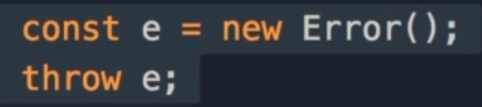 const e = new Error();
throw e;